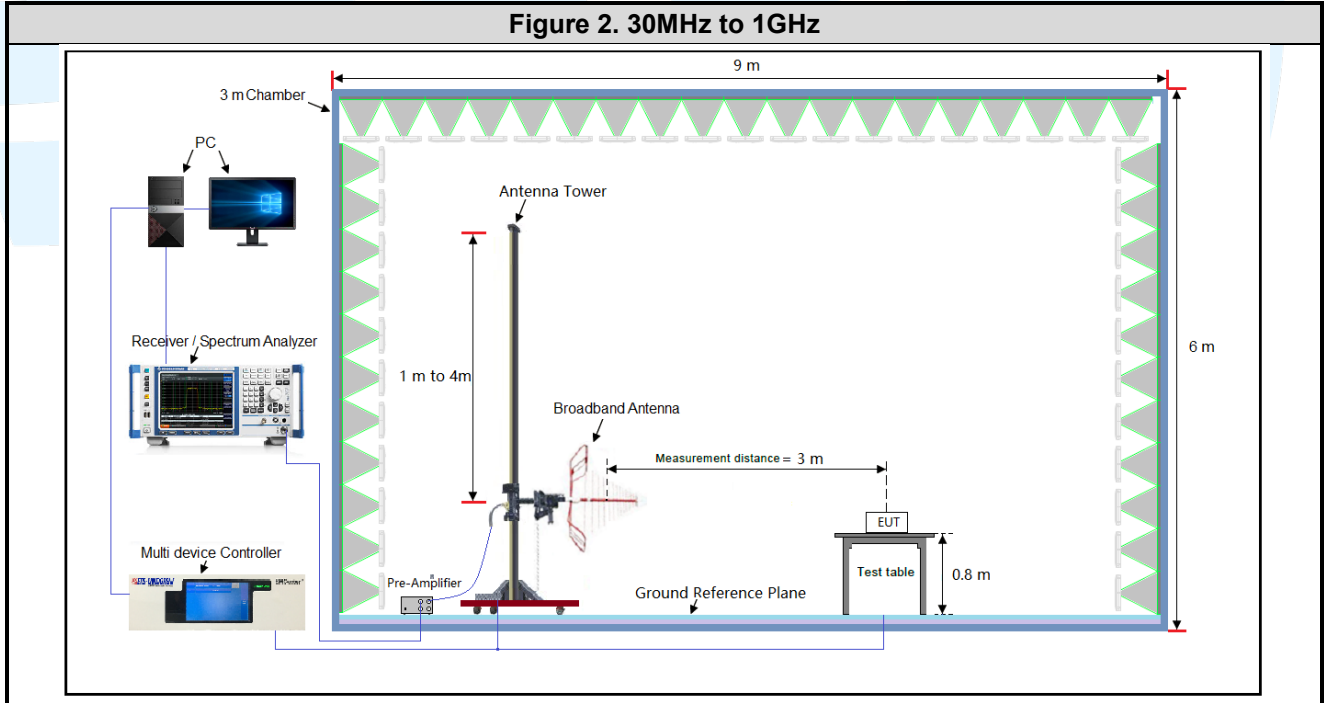 Figure 2. 30MHz to 1GHz
9 m
3 m Chamber
PC
Antenna Tower
Receiver / Spectrum Analyzer
1 m to 4m
6 m
Broadband Antenna
Measurement distance = 3 m
EUT
Multi device Controller
Pre-Amplifier
Test table
0.8 m
Ground Reference Plane